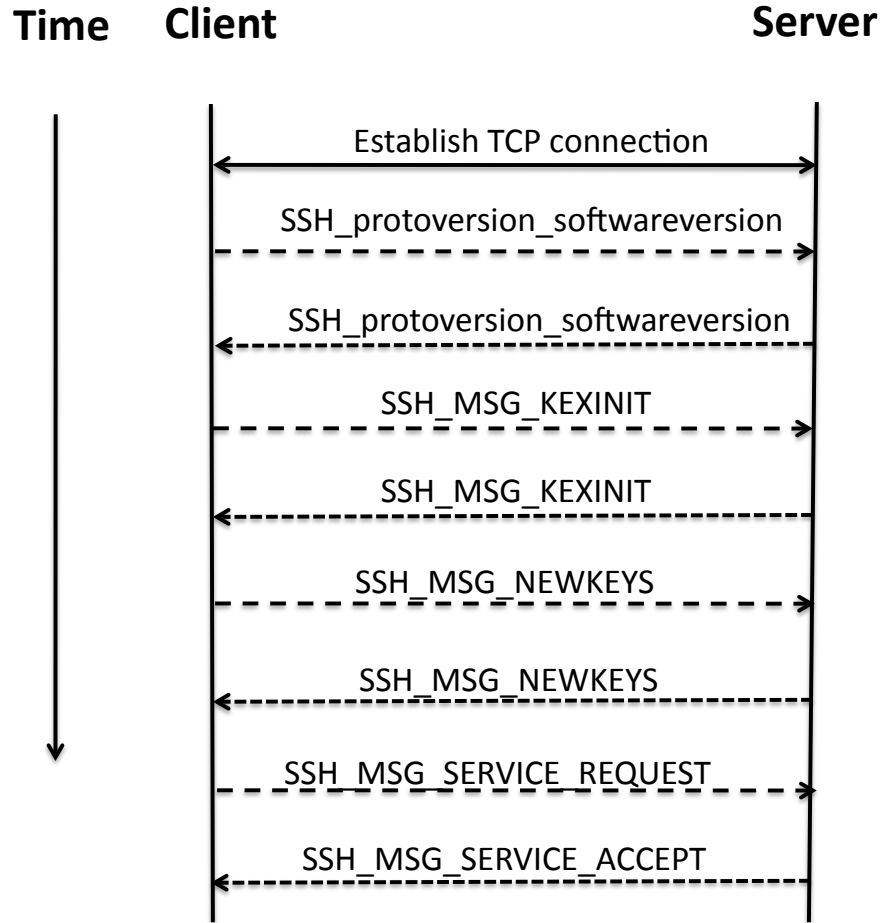 Time Client Server
Establish TCP connection
SSH_protoversion_softwareversion
SSH_protoversion_softwareversion
SSH_MSG_KEXINIT
SSH_MSG_KEXINIT
SSH_MSG_NEWKEYS
SSH_MSG_NEWKEYS
SSH_MSG_SERVICE_REQUEST
SSH_MSG_SERVICE_ACCEPT